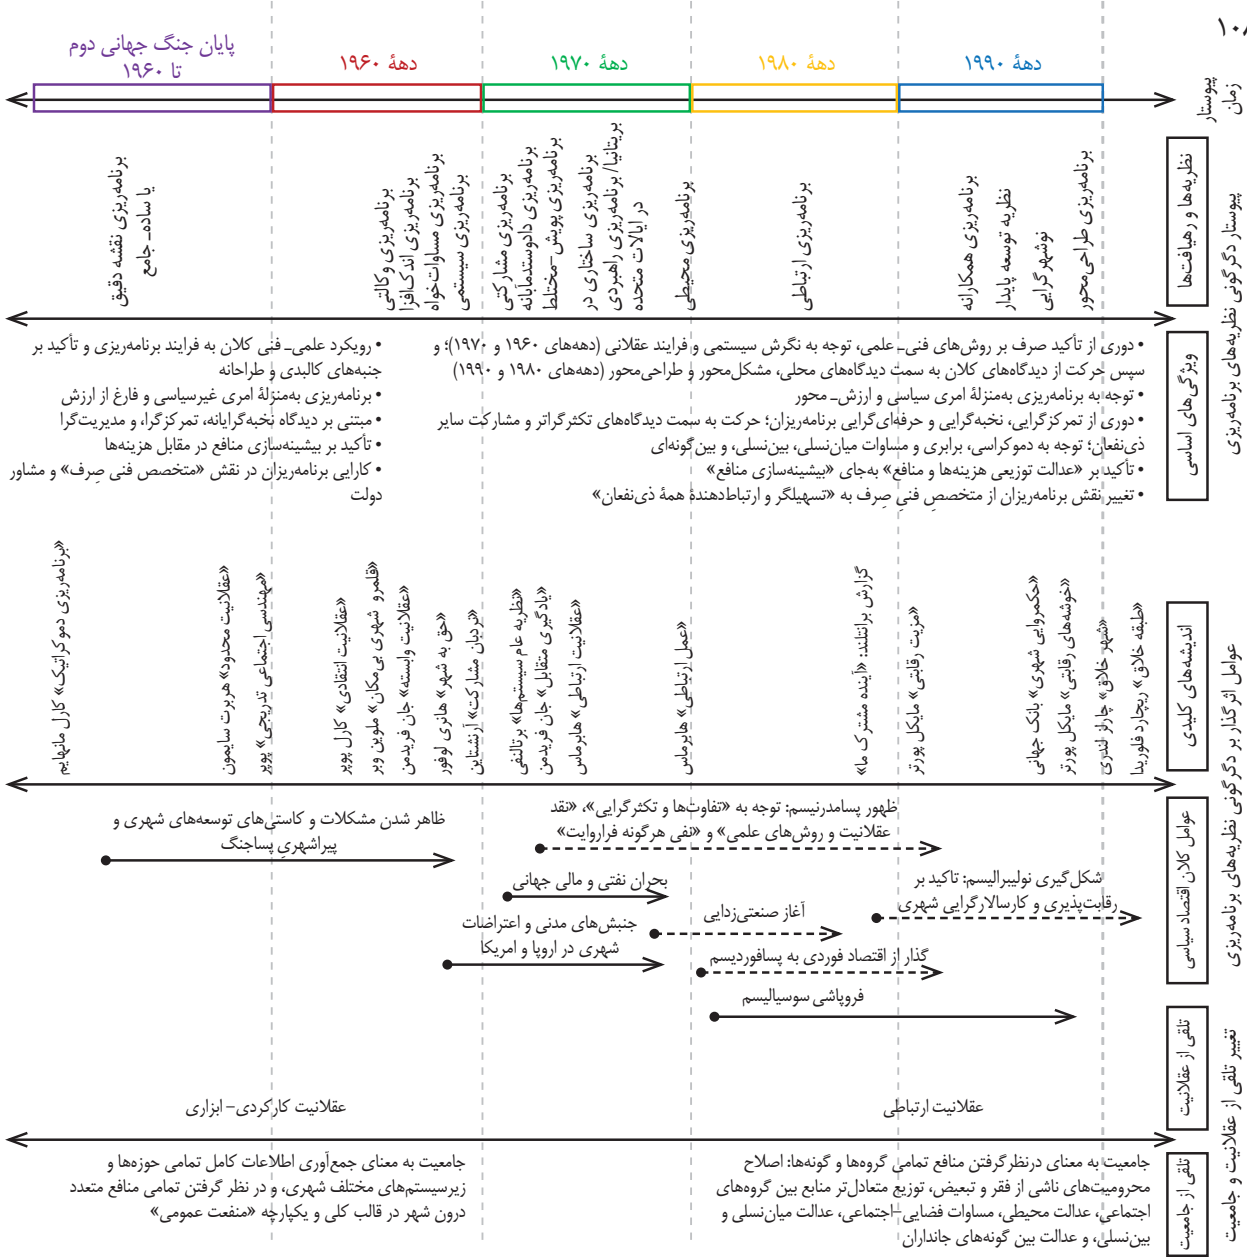 ۱۰۸
پایان جنگ جهانی دوم
تا ۱۹۶۰
دههٔ ۱۹۶۰
دههٔ ۱۹۷۰
دههٔ ۱۹۸۰
دههٔ ۱۹۹۰
پیوستار
زمان
پیوستار دگرگونی نظریه‌های برنامه‌ریزی
نظریه‌ها و رهیافت‌ها
برنامه‌ریزی نقشه دقیق
یا ساده‌ـ جامع
برنامه‌ریزی وکالتی
برنامه‌ریزی اندک‌افزا
برنامه‌ریزی مساوات‌خواه
برنامه‌ریزی سیستمی
برنامه‌ریزی مشارکتی
برنامه‌ریزی دادوستدمآبانه
برنامه‌ریزی پویش–مختلط
برنامه‌ریزی ساختاری در
بریتانیا/ برنامه‌ریزی راهبردی
در ایالات متحده
برنامه‌ریزی محیطی
برنامه‌ریزی ارتباطی
برنامه‌ریزی همکارانه
نظریه توسعه پایدار
نوشهرگرایی
برنامه‌ریزی طراحی‌محور
ویژگی‌های اساسی
• دوری از تأکید صرف بر روش‌های فنی‌ـ علمی، توجه به نگرش سیستمی و فرایند عقلانی (دهه‌های ۱۹۶۰ و ۱۹۷۰)؛ و
سپس حرکت از دیدگاه‌های کلان به سمت دیدگاه‌های محلی، مشکل‌محور و طراحی‌محور (دهه‌های ۱۹۸۰ و ۱۹۹۰)
• توجه به برنامه‌ریزی به‌منزلهٔ امری سیاسی و ارزش‌ـ محور
• دوری از تمرکزگرایی، نخبه‌گرایی و حرفه‌ای‌گرایی برنامه‌ریزان؛ حرکت به سمت دیدگاه‌های تکثرگراتر و مشارکت سایر
ذی‌نفعان؛ توجه به دموکراسی، برابری و مساوات میان‌نسلی، بین‌نسلی، و بین‌گونه‌ای
• تأکید بر «عدالت توزیعی هزینه‌ها و منافع» به‌جای «بیشینه‌سازی منافع»
• تغییر نقش برنامه‌ریزان از متخصصِ فنیِ صِرف به «تسهیلگر و ارتباط‌دهندهٔ همهٔ ذی‌نفعان»
• رویکرد علمی‌ـ فنی کلان به فرایند برنامه‌ریزی و تأکید بر
جنبه‌های کالبدی و طراحانه
• برنامه‌ریزی به‌منزلهٔ امری غیرسیاسی و فارغ از ارزش
• مبتنی بر دیدگاه نخبه‌گرایانه، تمرکزگرا، و مدیریت‌گرا
• تأکید بر بیشینه‌سازی منافع در مقابل هزینه‌ها
• کارایی برنامه‌ریزان در نقش «متخصص فنی صِرف» و مشاور
دولت
عوامل اثرگذار بر دگرگونی نظریه‌های برنامه‌ریزی
اندیشه‌های کلیدی
«برنامه‌ریزی دموکراتیک» کارل مانهایم
«عقلانیت محدود» هربرت سایمون
«مهندسی اجتماعی تدریجی» پوپر
«عقلانیت انتقادی» کارل پوپر
«قلمرو شهری بی‌مکان» ملوین وبر
«عقلانیت وابسته» جان فریدمن
«حق به شهر» هانری لوفور
«نردبان مشارکت» آرنشتاین
«نظریه عام سیستم‌ها» برتالنفی
«یادگیری متقابل» جان فریدمن
«عقلانیت ارتباطی» هابرماس
«عمل ارتباطی» هابرماس
گزارش برانتلند: «آینده مشترک ما»
«مزیت رقابتی» مایکل پورتر
«حکمروایی شهری» بانک جهانی
«خوشه‌های رقابتی» مایکل پورتر
«شهر خلاق» چارلز لندری
«طبقه خلاق» ریچارد فلوریدا
عوامل کلان اقتصاد سیاسی
ظاهر شدن مشکلات و کاستی‌های توسعه‌های شهری و
پیراشهریِ پساجنگ
ظهور پسامدرنیسم: توجه به «تفاوت‌ها و تکثرگرایی»، «نقد
عقلانیت و روش‌های علمی» و «نفی هرگونه فراروایت»
بحران نفتی و مالی جهانی
شکل‌گیری نولیبرالیسم: تاکید بر
رقابت‌پذیری و کارسالارگرایی شهری
آغاز صنعتی‌زدایی
جنبش‌های مدنی و اعتراضات
شهری در اروپا و امریکا
گذار از اقتصاد فوردی به پسافوردیسم
فروپاشی سوسیالیسم
تغییر تلقی از عقلانیت و جامعیت
تلقی از عقلانیت
عقلانیت کارکردی– ابزاری
عقلانیت ارتباطی
تلقی از جامعیت
جامعیت به معنای درنظرگرفتن منافع تمامی گروه‌ها و گونه‌ها: اصلاح
محرومیت‌های ناشی از فقر و تبعیض، توزیع متعادل‌تر منابع بین گروه‌های
اجتماعی، عدالت محیطی، مساوات فضایی–اجتماعی، عدالت میان‌نسلی و
بین‌نسلی، و عدالت بین گونه‌های جانداران
جامعیت به معنای جمع‌آوری اطلاعات کامل تمامی حوزه‌ها و
زیرسیستم‌های مختلف شهری، و در نظر گرفتن تمامی منافع متعدد
درون شهر در قالب کلی و یکپارچه «منفعت عمومی»